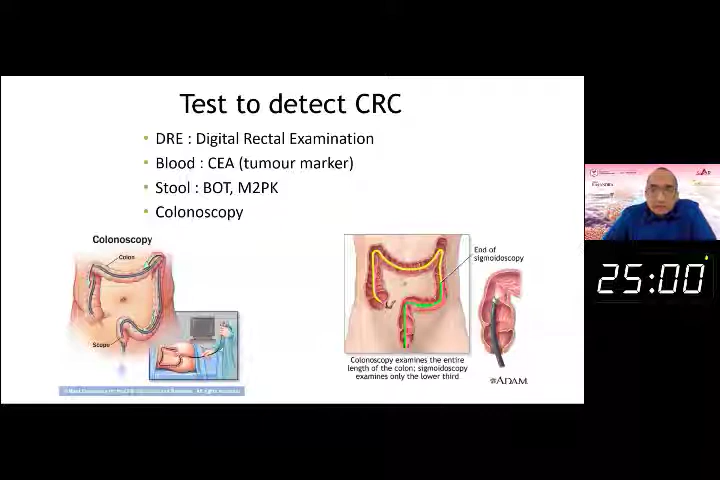 Test to detect CRC
• DRE : Digital Rectal Examination
• Blood : CEA (tumour marker)
• Stool : BOT, M2PK
• Colonoscopy
Colonoscopy
Colon
Scope
End of
sigmoidoscopy
Colonoscopy examines the entire
length of the colon; sigmoidoscopy
examines only the lower third
ADAM
25:00